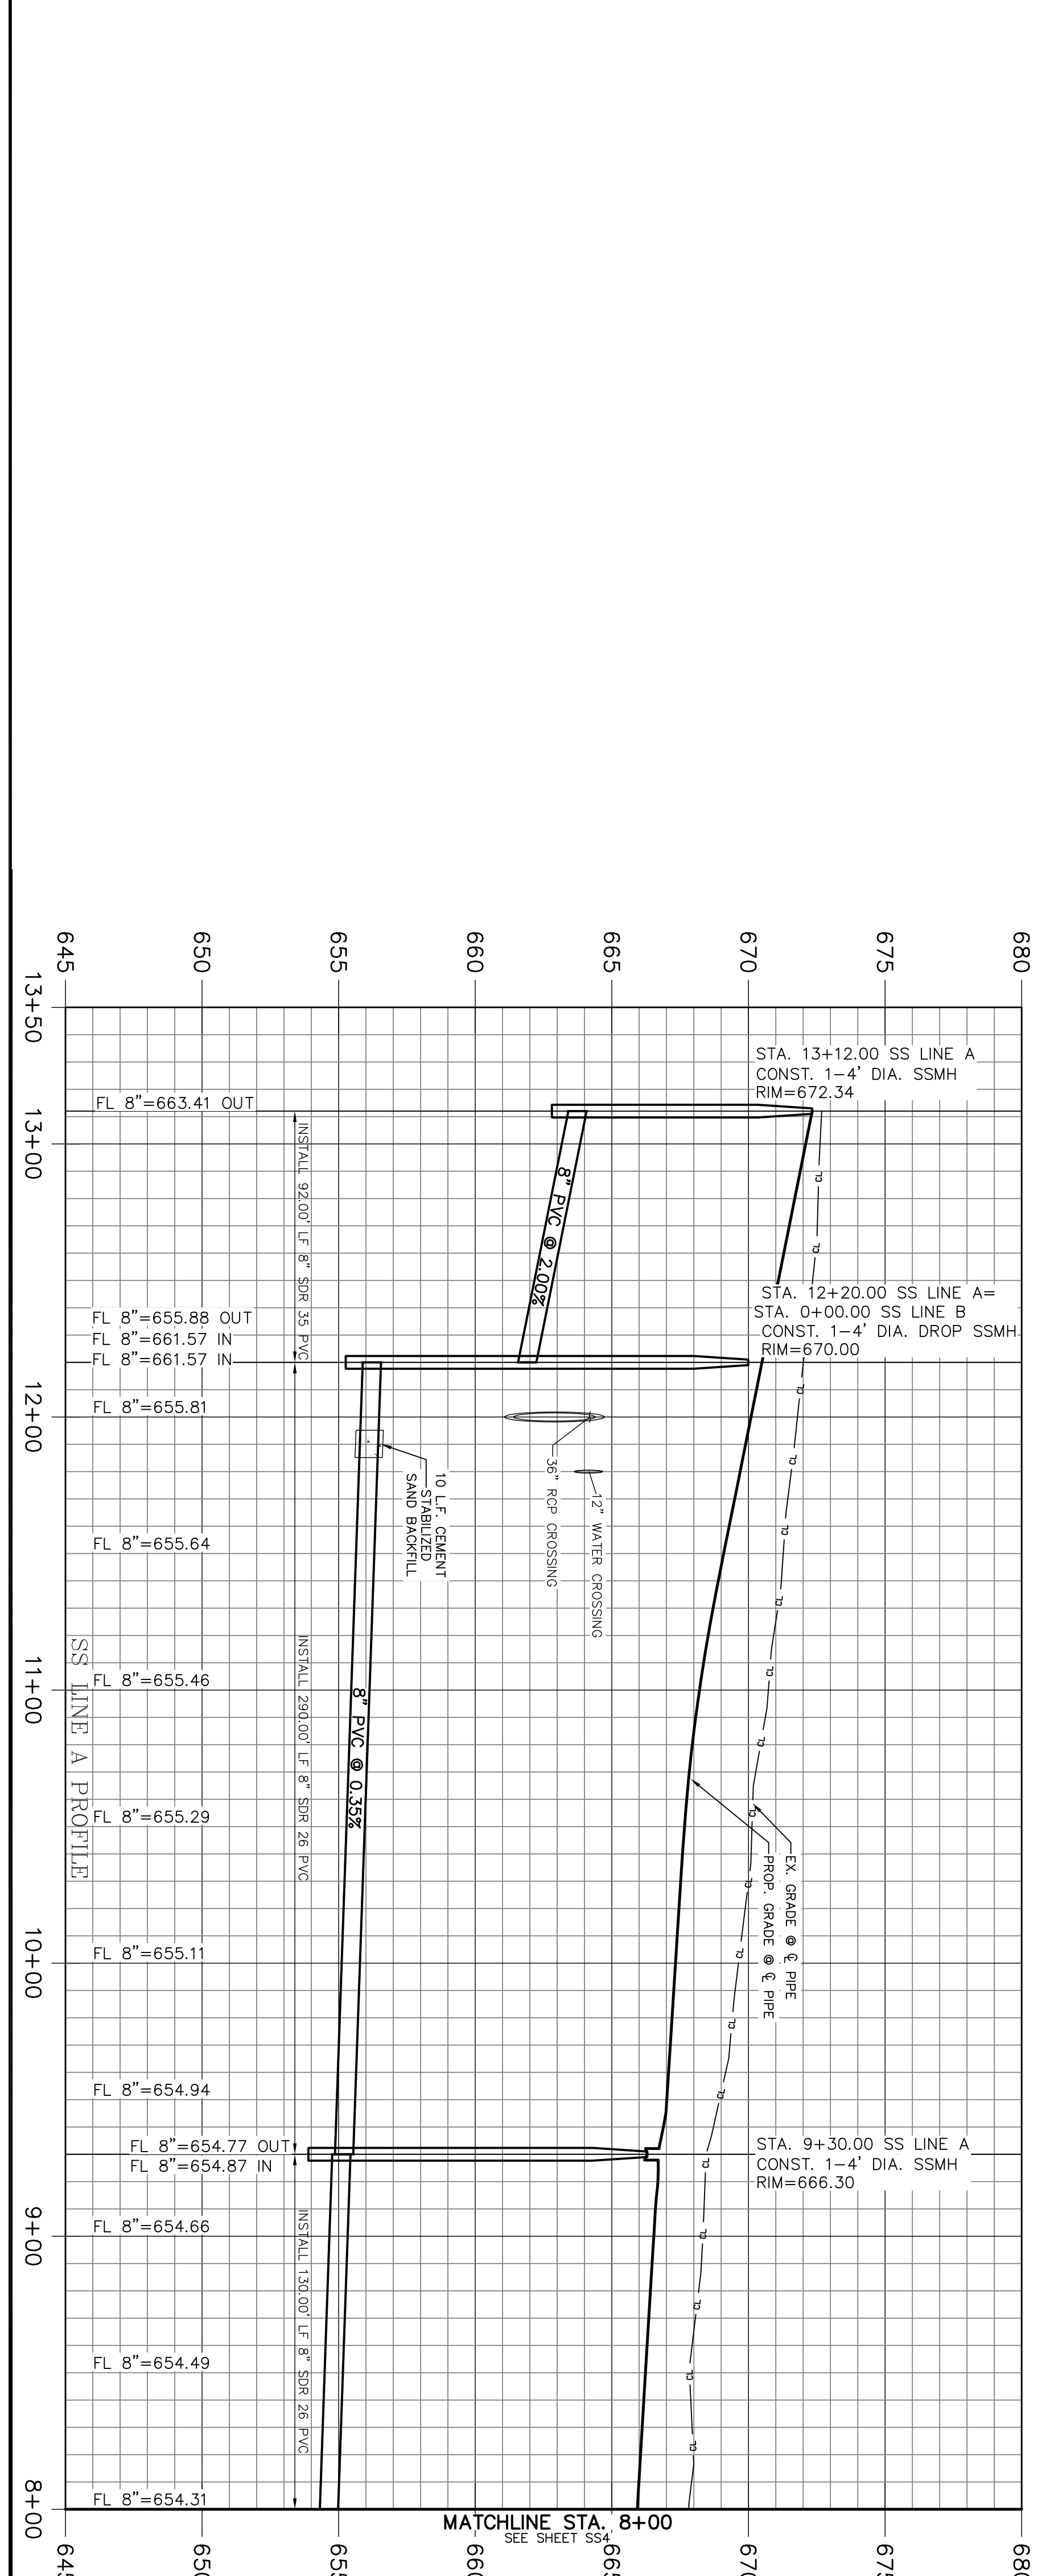 645
650
655
660
665
670
675
680
13+50
STA. 13+12.00 SS LINE A
CONST. 1-4' DIA. SSMH
RIM=672.34
FL 8"=663.41 OUT
13+00
INSTALL 92.00' LF 8" SDR 35 PVC
8" PVC @ 2.00%
STA. 12+20.00 SS LINE A=
STA. 0+00.00 SS LINE B
CONST. 1-4' DIA. DROP SSMH
RIM=670.00
FL 8"=655.88 OUT
FL 8"=661.57 IN
FL 8"=661.57 IN
12+00
FL 8"=655.81
10 L.F. CEMENT
STABILIZED
SAND BACKFILL
36" RCP CROSSING
12" WATER CROSSING
FL 8"=655.64
11+00
FL 8"=655.46
SS LINE A PROFILE
INSTALL 290.00' LF 8" SDR 26 PVC
8" PVC @ 0.35%
FL 8"=655.29
EX. GRADE @ ℄ PIPE
PROP. GRADE @ ℄ PIPE
10+00
FL 8"=655.11
FL 8"=654.94
FL 8"=654.77 OUT
FL 8"=654.87 IN
STA. 9+30.00 SS LINE A
CONST. 1-4' DIA. SSMH
RIM=666.30
9+00
FL 8"=654.66
INSTALL 130.00' LF 8" SDR 26 PVC
FL 8"=654.49
8+00
FL 8"=654.31
MATCHLINE STA. 8+00
SEE SHEET SS4
645
650
655
660
665
670
675
680